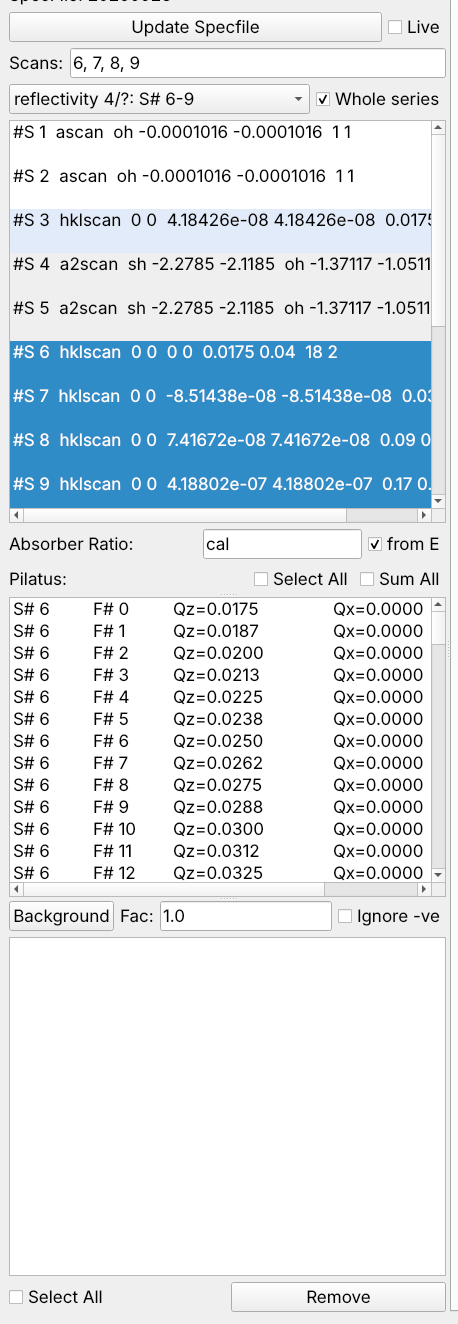 Update Specfile
Live
Scans: 6, 7, 8, 9
reflectivity 4/?: S# 6-9
Whole series
#S 1 ascan oh -0.0001016 -0.0001016 1 1
#S 2 ascan oh -0.0001016 -0.0001016 1 1
#S 3 hklscan 0 0 4.18426e-08 4.18426e-08 0.0175
#S 4 a2scan sh -2.2785 -2.1185 oh -1.37117 -1.0511
#S 5 a2scan sh -2.2785 -2.1185 oh -1.37117 -1.0511
#S 6 hklscan 0 0 0 0 0.0175 0.04 18 2
#S 7 hklscan 0 0 -8.51438e-08 -8.51438e-08 0.03
#S 8 hklscan 0 0 7.41672e-08 7.41672e-08 0.09 0
#S 9 hklscan 0 0 4.18802e-07 4.18802e-07 0.17 0.
Absorber Ratio: cal
from E
Pilatus:
Select All
Sum All
S# 6 F# 0 Qz=0.0175 Qx=0.0000
S# 6 F# 1 Qz=0.0187 Qx=0.0000
S# 6 F# 2 Qz=0.0200 Qx=0.0000
S# 6 F# 3 Qz=0.0213 Qx=0.0000
S# 6 F# 4 Qz=0.0225 Qx=0.0000
S# 6 F# 5 Qz=0.0238 Qx=0.0000
S# 6 F# 6 Qz=0.0250 Qx=0.0000
S# 6 F# 7 Qz=0.0262 Qx=0.0000
S# 6 F# 8 Qz=0.0275 Qx=0.0000
S# 6 F# 9 Qz=0.0288 Qx=0.0000
S# 6 F# 10 Qz=0.0300 Qx=0.0000
S# 6 F# 11 Qz=0.0312 Qx=0.0000
S# 6 F# 12 Qz=0.0325 Qx=0.0000
Background
Fac: 1.0
Ignore -ve
Select All
Remove